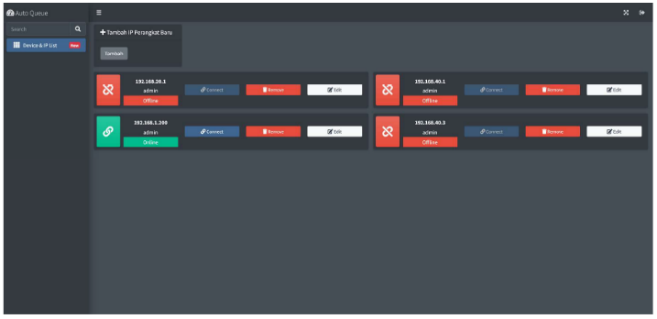 Auto Queue
Search
Device & IP List
New
Tambah IP Perangkat Baru
Tambah
192.168.30.1
admin
Offline
Connect
Remove
Edit
192.168.40.1
admin
Offline
Connect
Remove
Edit
192.168.1.200
admin
Online
Connect
Remove
Edit
192.168.40.3
admin
Offline
Connect
Remove
Edit